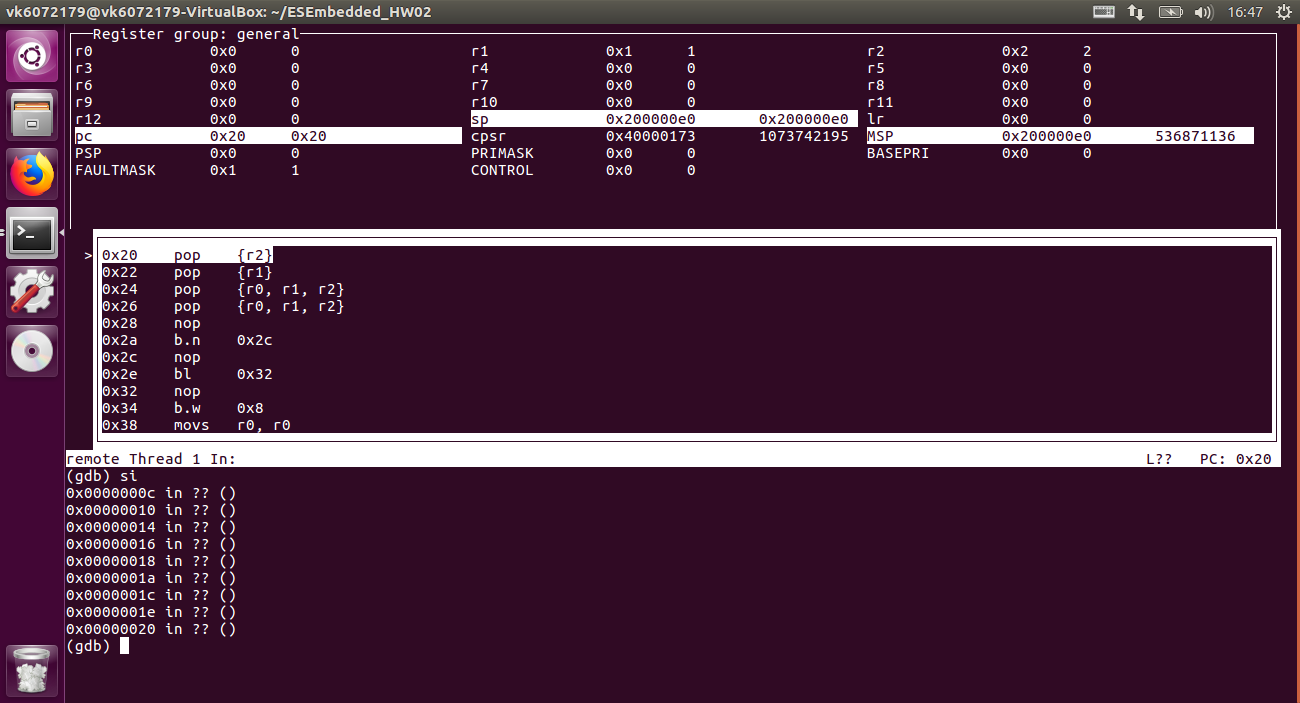 vk6072179@vk6072179-VirtualBox: ~/ESEmbedded_HW02 16:47
Register group: general
r0 0x0 0 r1 0x1 1 r2 0x2 2
r3 0x0 0 r4 0x0 0 r5 0x0 0
r6 0x0 0 r7 0x0 0 r8 0x0 0
r9 0x0 0 r10 0x0 0 r11 0x0 0
r12 0x0 0 sp 0x200000e0 0x200000e0 lr 0x0 0
pc 0x20 0x20 cpsr 0x40000173 1073742195 MSP 0x200000e0 536871136
PSP 0x0 0 PRIMASK 0x0 0 BASEPRI 0x0 0
FAULTMASK 0x1 1 CONTROL 0x0 0
> 0x20 pop {r2}
0x22 pop {r1}
0x24 pop {r0, r1, r2}
0x26 pop {r0, r1, r2}
0x28 nop
0x2a b.n 0x2c
0x2c nop
0x2e bl 0x32
0x32 nop
0x34 b.w 0x8
0x38 movs r0, r0
remote Thread 1 In: L?? PC: 0x20
(gdb) si
0x0000000c in ?? ()
0x00000010 in ?? ()
0x00000014 in ?? ()
0x00000016 in ?? ()
0x00000018 in ?? ()
0x0000001a in ?? ()
0x0000001c in ?? ()
0x0000001e in ?? ()
0x00000020 in ?? ()
(gdb)